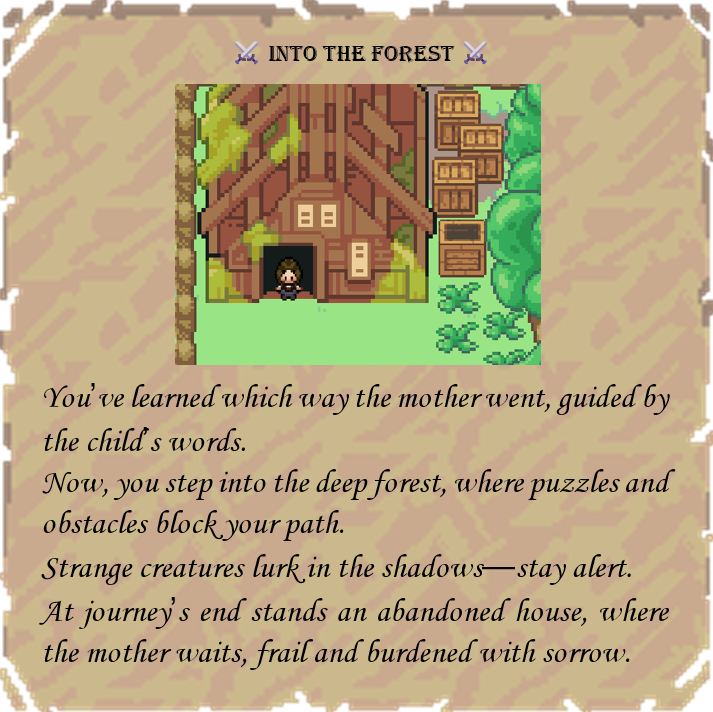 ⚔ INTO THE FOREST ⚔
You've learned which way the mother went, guided by
the child's words.
Now, you step into the deep forest, where puzzles and
obstacles block your path.
Strange creatures lurk in the shadows—stay alert.
At journey's end stands an abandoned house, where
the mother waits, frail and burdened with sorrow.